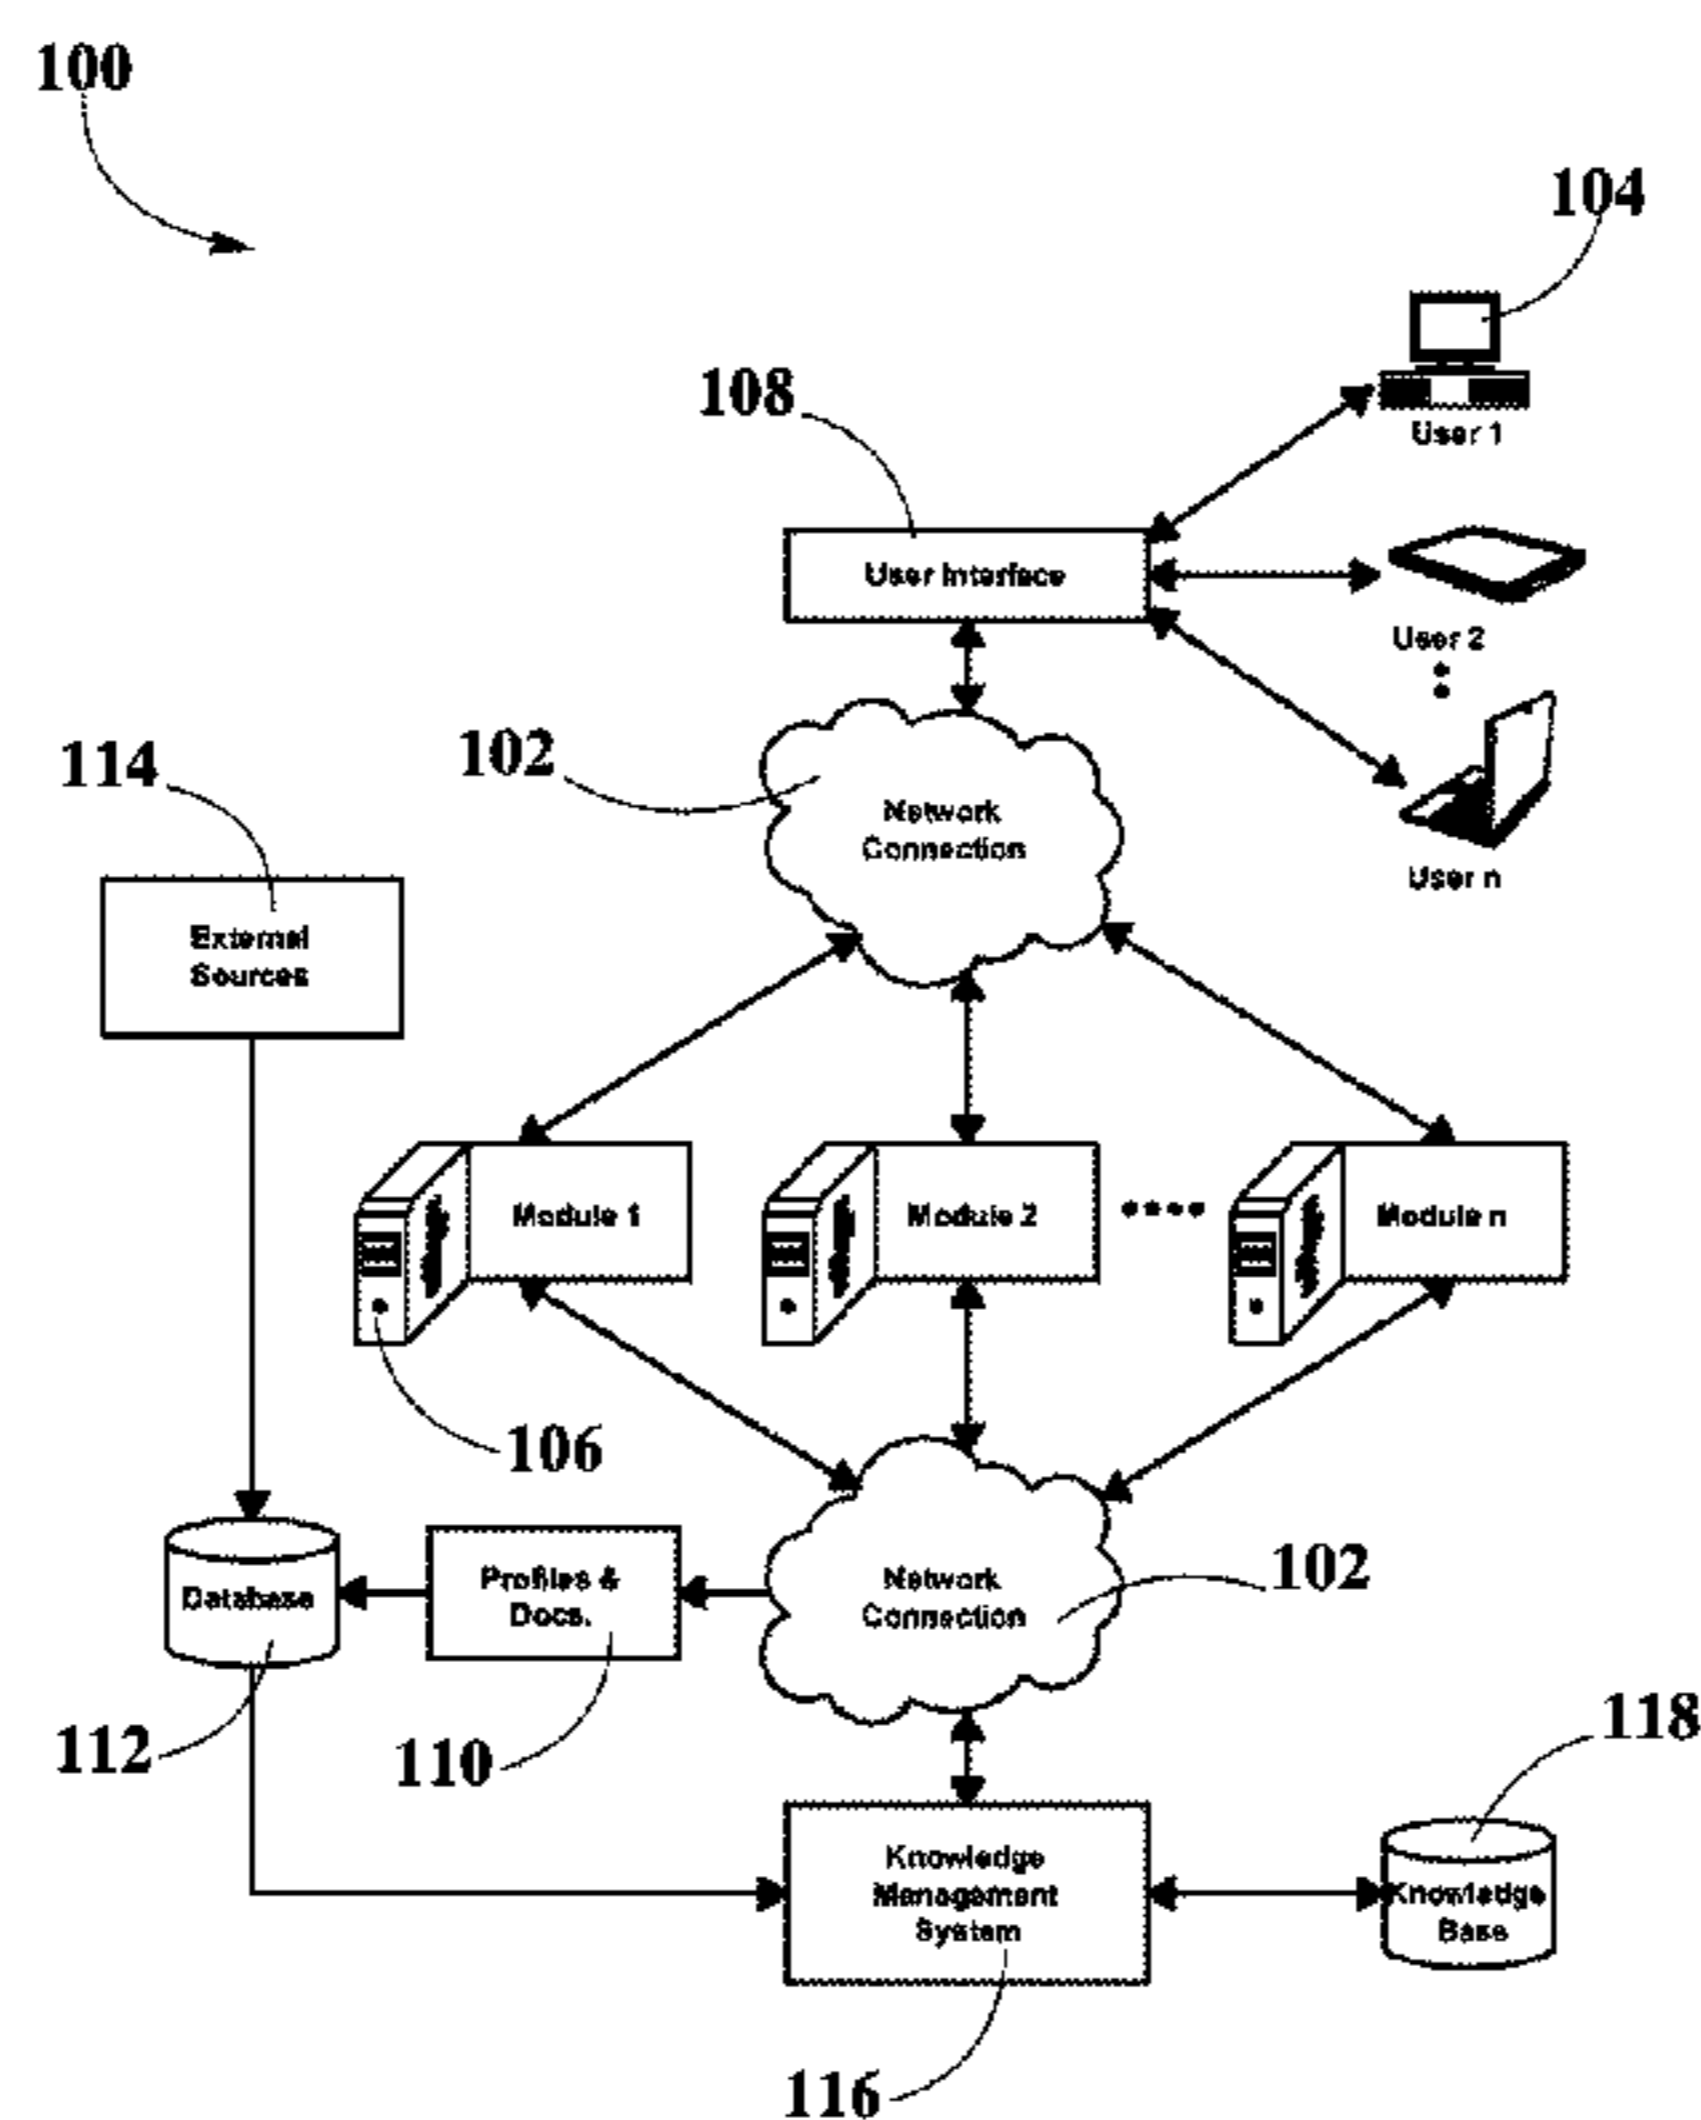 100
104
User 1
108
User Interface
User 2
User n
102
Network
Connection
114
External
Sources
Module 1
Module 2
Module n
106
Network
Connection
102
Database
Profiles &
Docs.
112
110
118
Knowledge
Management
System
Knowledge
Base
116